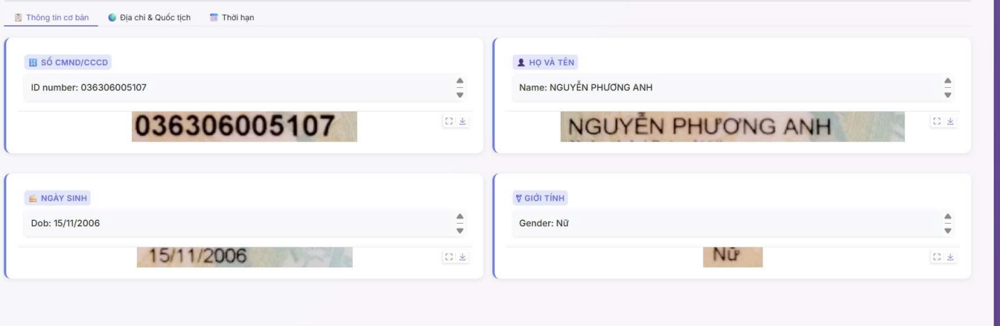 Thông tin cơ bản
Địa chỉ & Quốc tịch
Thời hạn
SỐ CMND/CCCD
ID number: 036306005107
036306005107
HỌ VÀ TÊN
Name: NGUYỄN PHƯƠNG ANH
NGUYỄN PHƯƠNG ANH
NGÀY SINH
Dob: 15/11/2006
15/11/2006
GIỚI TÍNH
Gender: Nữ
Nữ